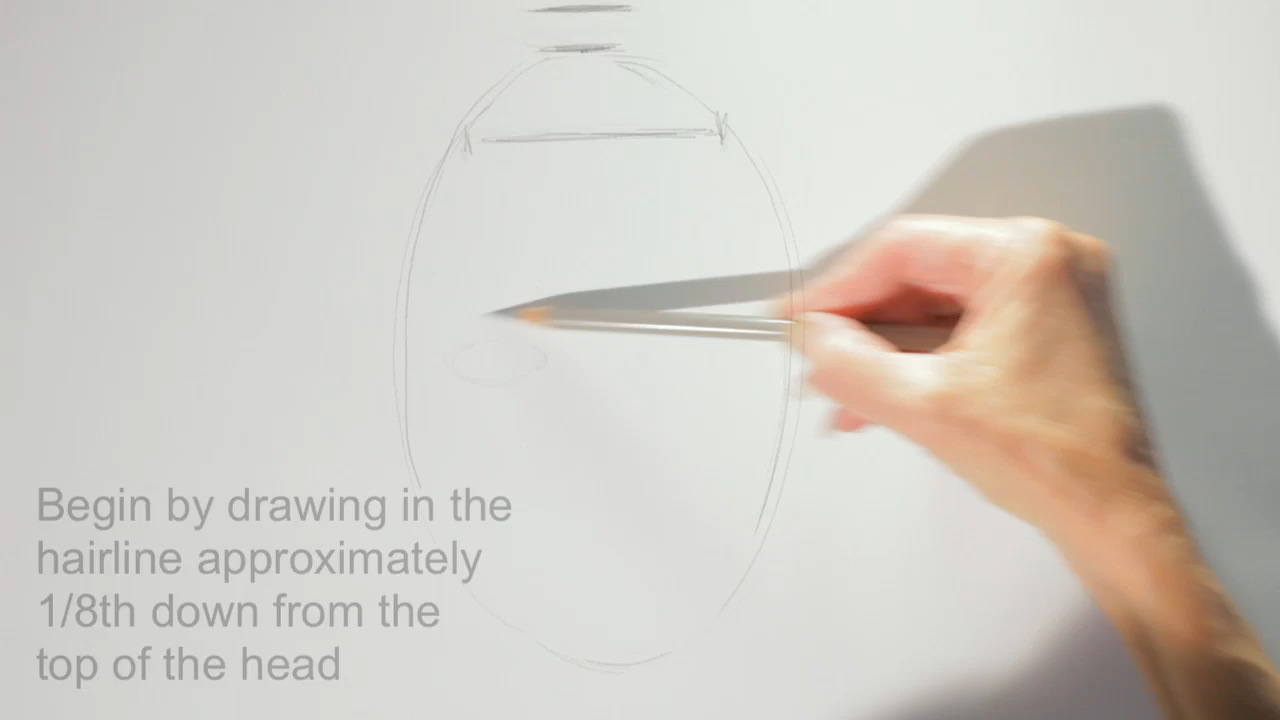 Begin by drawing in the
hairline approximately
1/8th down from the
top of the head